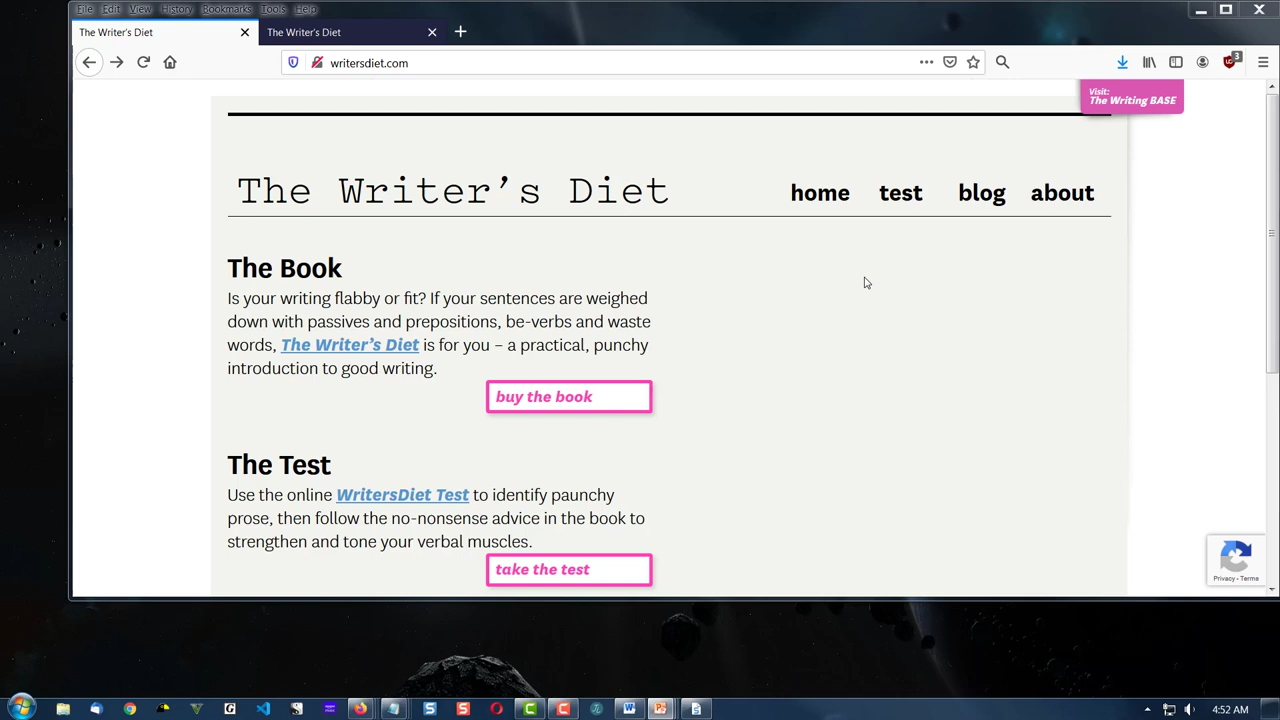 File Edit View History Bookmarks Tools Help
The Writer's Diet
The Writer's Diet
writersdiet.com
3
Visit:
The Writing BASE
The Writer's Diet
home test blog about
The Book
Is your writing flabby or fit? If your sentences are weighed
down with passives and prepositions, be-verbs and waste
words, The Writer's Diet is for you – a practical, punchy
introduction to good writing.
buy the book
The Test
Use the online WritersDiet Test to identify paunchy
prose, then follow the no-nonsense advice in the book to
strengthen and tone your verbal muscles.
take the test
Privacy - Terms
4:52 AM